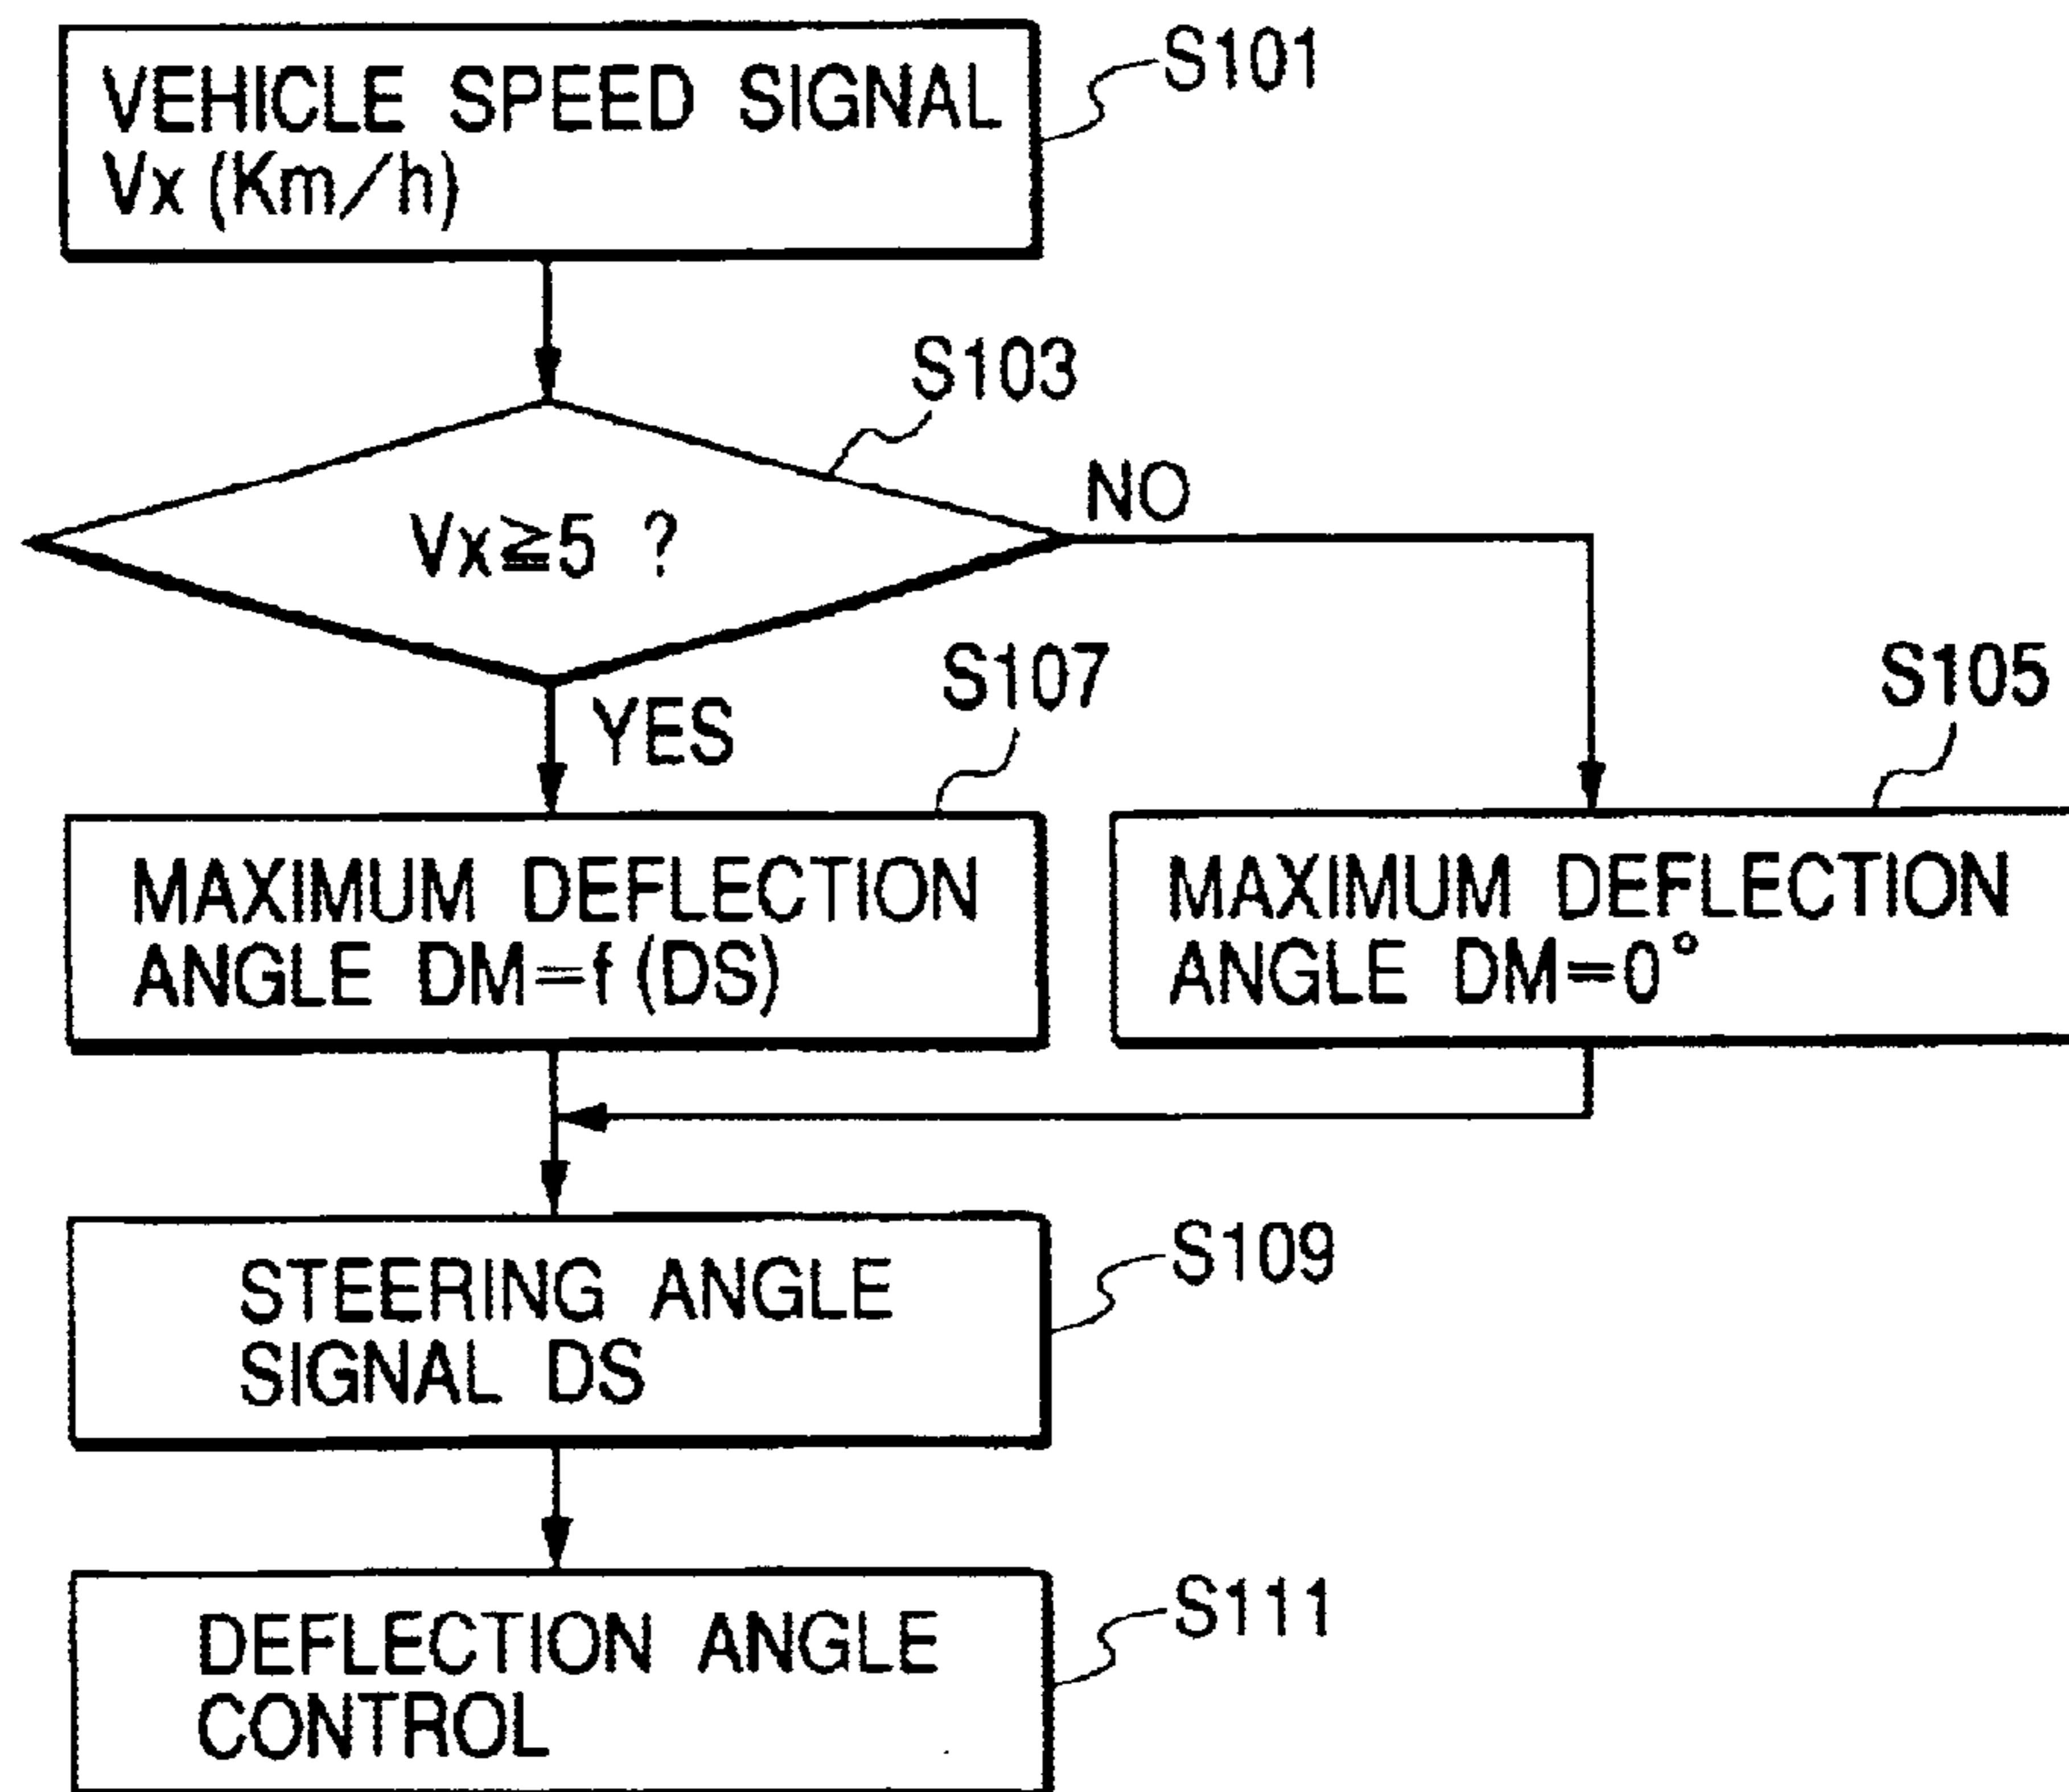 VEHICLE SPEED SIGNAL
Vx (Km/h)
S101
S103
Vx≧5 ?
NO
YES
S107
S105
MAXIMUM DEFLECTION
ANGLE DM=f (DS)
MAXIMUM DEFLECTION
ANGLE DM=0°
STEERING ANGLE
SIGNAL DS
S109
DEFLECTION ANGLE
CONTROL
S111